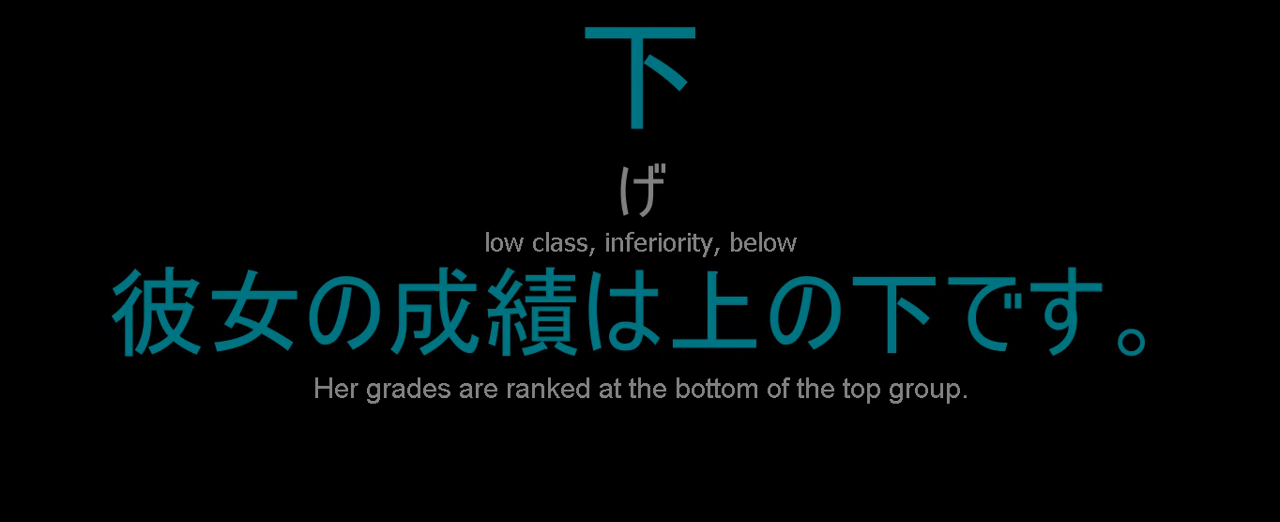 下
げ
low class, inferiority, below
彼女の成績は上の下です。
Her grades are ranked at the bottom of the top group.